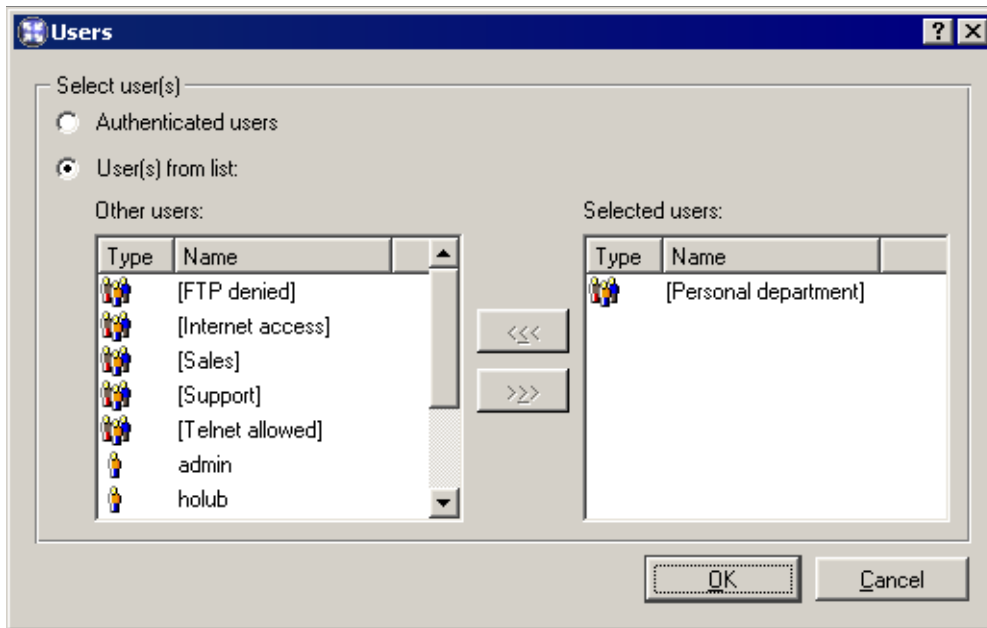 Users
Select user(s)
Authenticated users
User(s) from list:
Other users:
Type Name
[FTP denied]
[Internet access]
[Sales]
[Support]
[Telnet allowed]
admin
holub
<<<
>>>
Selected users:
Type Name
[Personal department]
OK Cancel